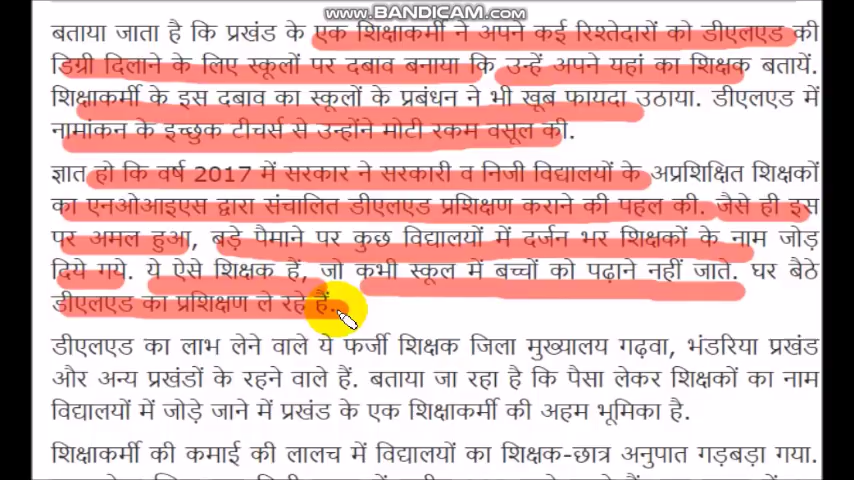 www.BANDICAM.com
बताया जाता है कि प्रखंड के एक शिक्षाकर्मी ने अपने कई रिश्तेदारों को डीएलएड की
डिग्री दिलाने के लिए स्कूलों पर दबाव बनाया कि उन्हें अपने यहां का शिक्षक बतायें.
शिक्षाकर्मी के इस दबाव का स्कूलों के प्रबंधन ने भी खूब फायदा उठाया. डीएलएड में
नामांकन के इच्छुक टीचर्स से उन्होंने मोटी रकम वसूल की.
ज्ञात हो कि वर्ष 2017 में सरकार ने सरकारी व निजी विद्यालयों के अप्रशिक्षित शिक्षकों
का एनओआइएस द्वारा संचालित डीएलएड प्रशिक्षण कराने की पहल की. जैसे ही इस
पर अमल हुआ, बड़े पैमाने पर कुछ विद्यालयों में दर्जन भर शिक्षकों के नाम जोड़
दिये गये. ये ऐसे शिक्षक हैं, जो कभी स्कूल में बच्चों को पढ़ाने नहीं जाते. घर बैठे
डीएलएड का प्रशिक्षण ले रहे हैं.
डीएलएड का लाभ लेने वाले ये फर्जी शिक्षक जिला मुख्यालय गढ़वा, भंडरिया प्रखंड
और अन्य प्रखंडों के रहने वाले हैं. बताया जा रहा है कि पैसा लेकर शिक्षकों का नाम
विद्यालयों में जोड़े जाने में प्रखंड के एक शिक्षाकर्मी की अहम भूमिका है.
शिक्षाकर्मी की कमाई की लालच में विद्यालयों का शिक्षक-छात्र अनुपात गड़बड़ा गया.